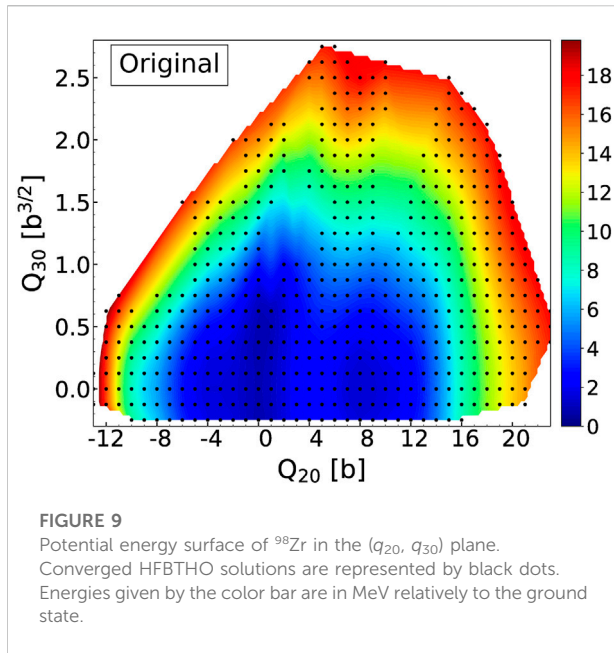 Original
2.5
2.0
1.5
1.0
0.5
0.0
Q30 [b3/2]
-12 -8 -4 0 4 8 12 16 20
Q20 [b]
18
16
14
12
10
8
6
4
2
0
FIGURE 9
Potential energy surface of 98Zr in the (q20, q30) plane.
Converged HFBTHO solutions are represented by black dots.
Energies given by the color bar are in MeV relatively to the ground
state.